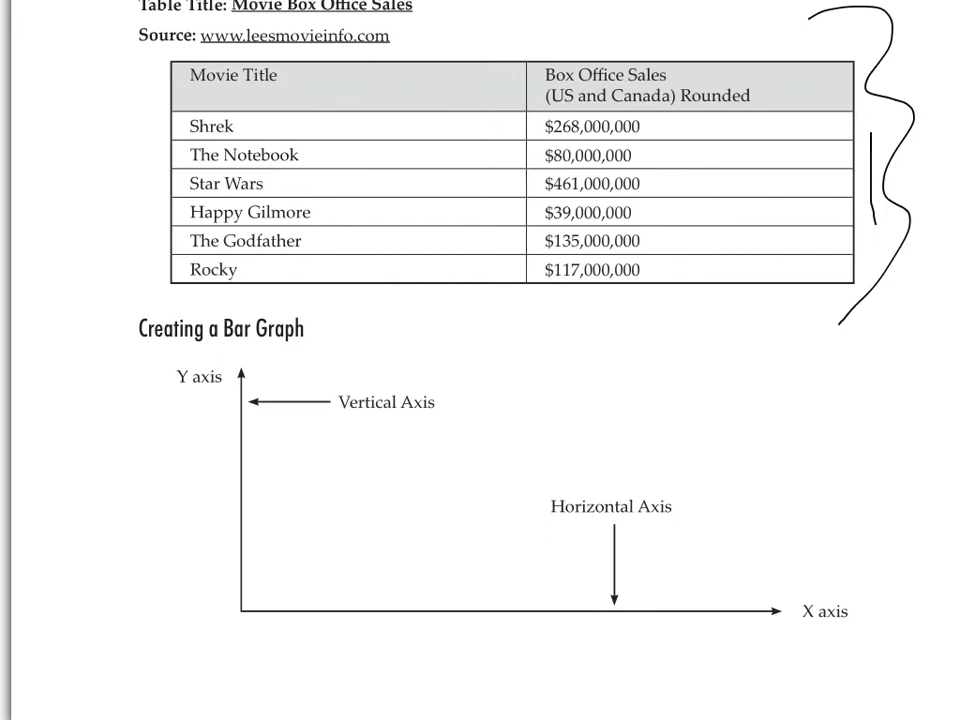 Table Title: Movie Box Office Sales
Source: www.leesmovieinfo.com
Movie Title
Box Office Sales
(US and Canada) Rounded
Shrek $268,000,000
The Notebook $80,000,000
Star Wars $461,000,000
Happy Gilmore $39,000,000
The Godfather $135,000,000
Rocky $117,000,000
Creating a Bar Graph
Y axis
Vertical Axis
Horizontal Axis
X axis